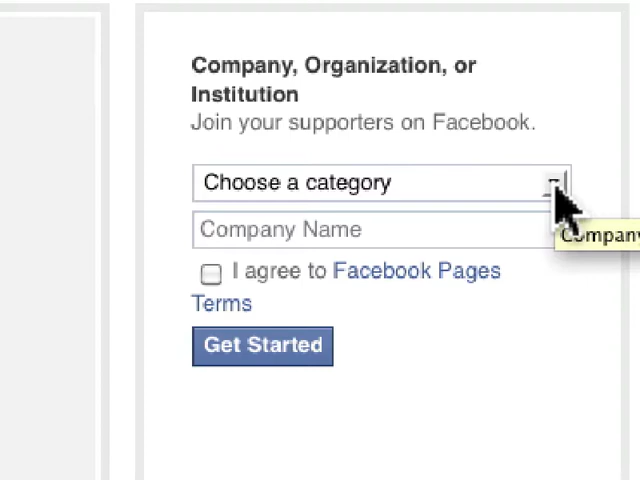 Company, Organization, or
Institution
Join your supporters on Facebook.
Choose a category
Company Name
Company
I agree to Facebook Pages
Terms
Get Started